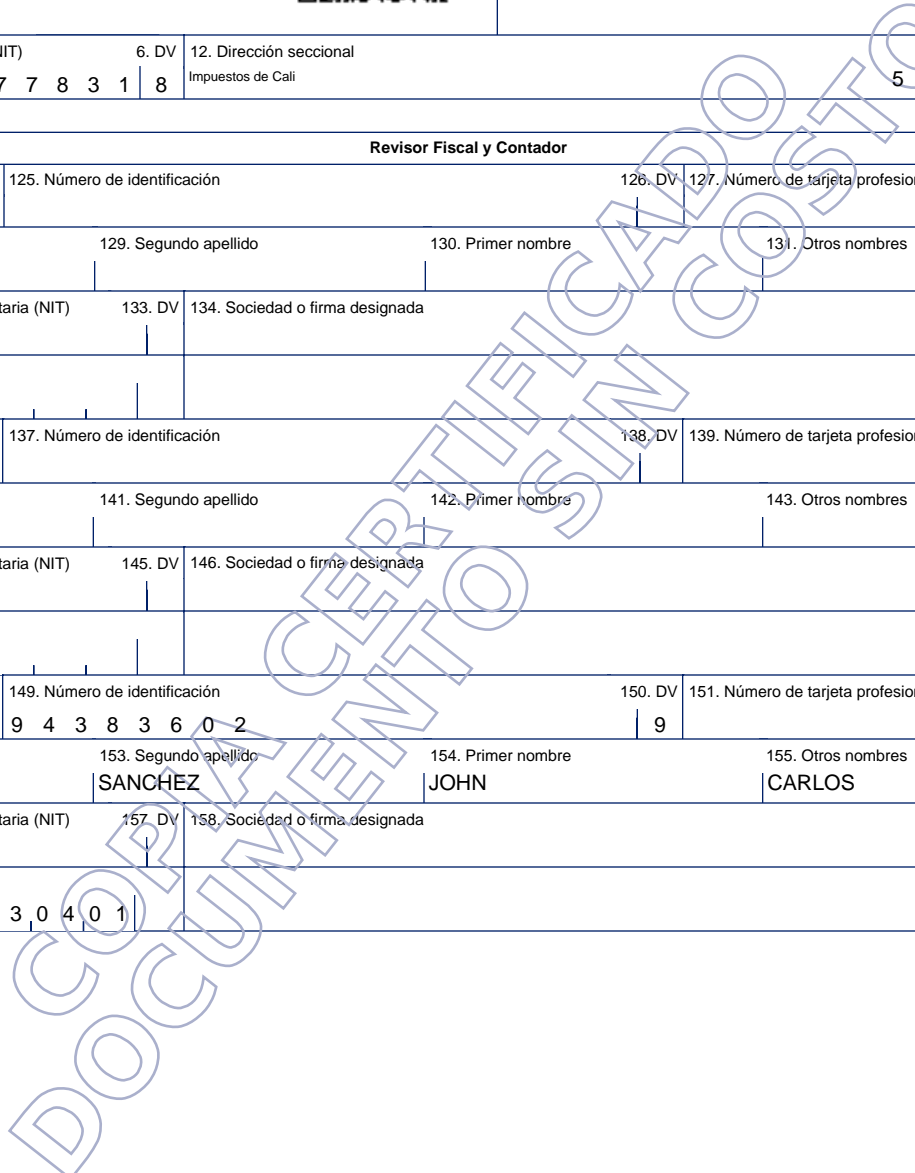 NIT) 6. DV 12. Dirección seccional
7 7 8 3 1 8 Impuestos de Cali 5
Revisor Fiscal y Contador
125. Número de identificación 126. DV 127. Número de tarjeta profesion
129. Segundo apellido 130. Primer nombre 131. Otros nombres
taria (NIT) 133. DV 134. Sociedad o firma designada
137. Número de identificación 138. DV 139. Número de tarjeta profesion
141. Segundo apellido 142. Primer nombre 143. Otros nombres
taria (NIT) 145. DV 146. Sociedad o firma designada
149. Número de identificación 150. DV 151. Número de tarjeta profesion
9 4 3 8 3 6 0 2 9
153. Segundo apellido 154. Primer nombre 155. Otros nombres
SANCHEZ JOHN CARLOS
taria (NIT) 157. DV 158. Sociedad o firma designada
3 0 4 0 1
COPIA CERTIFICADO
DOCUMENTO SIN COSTO